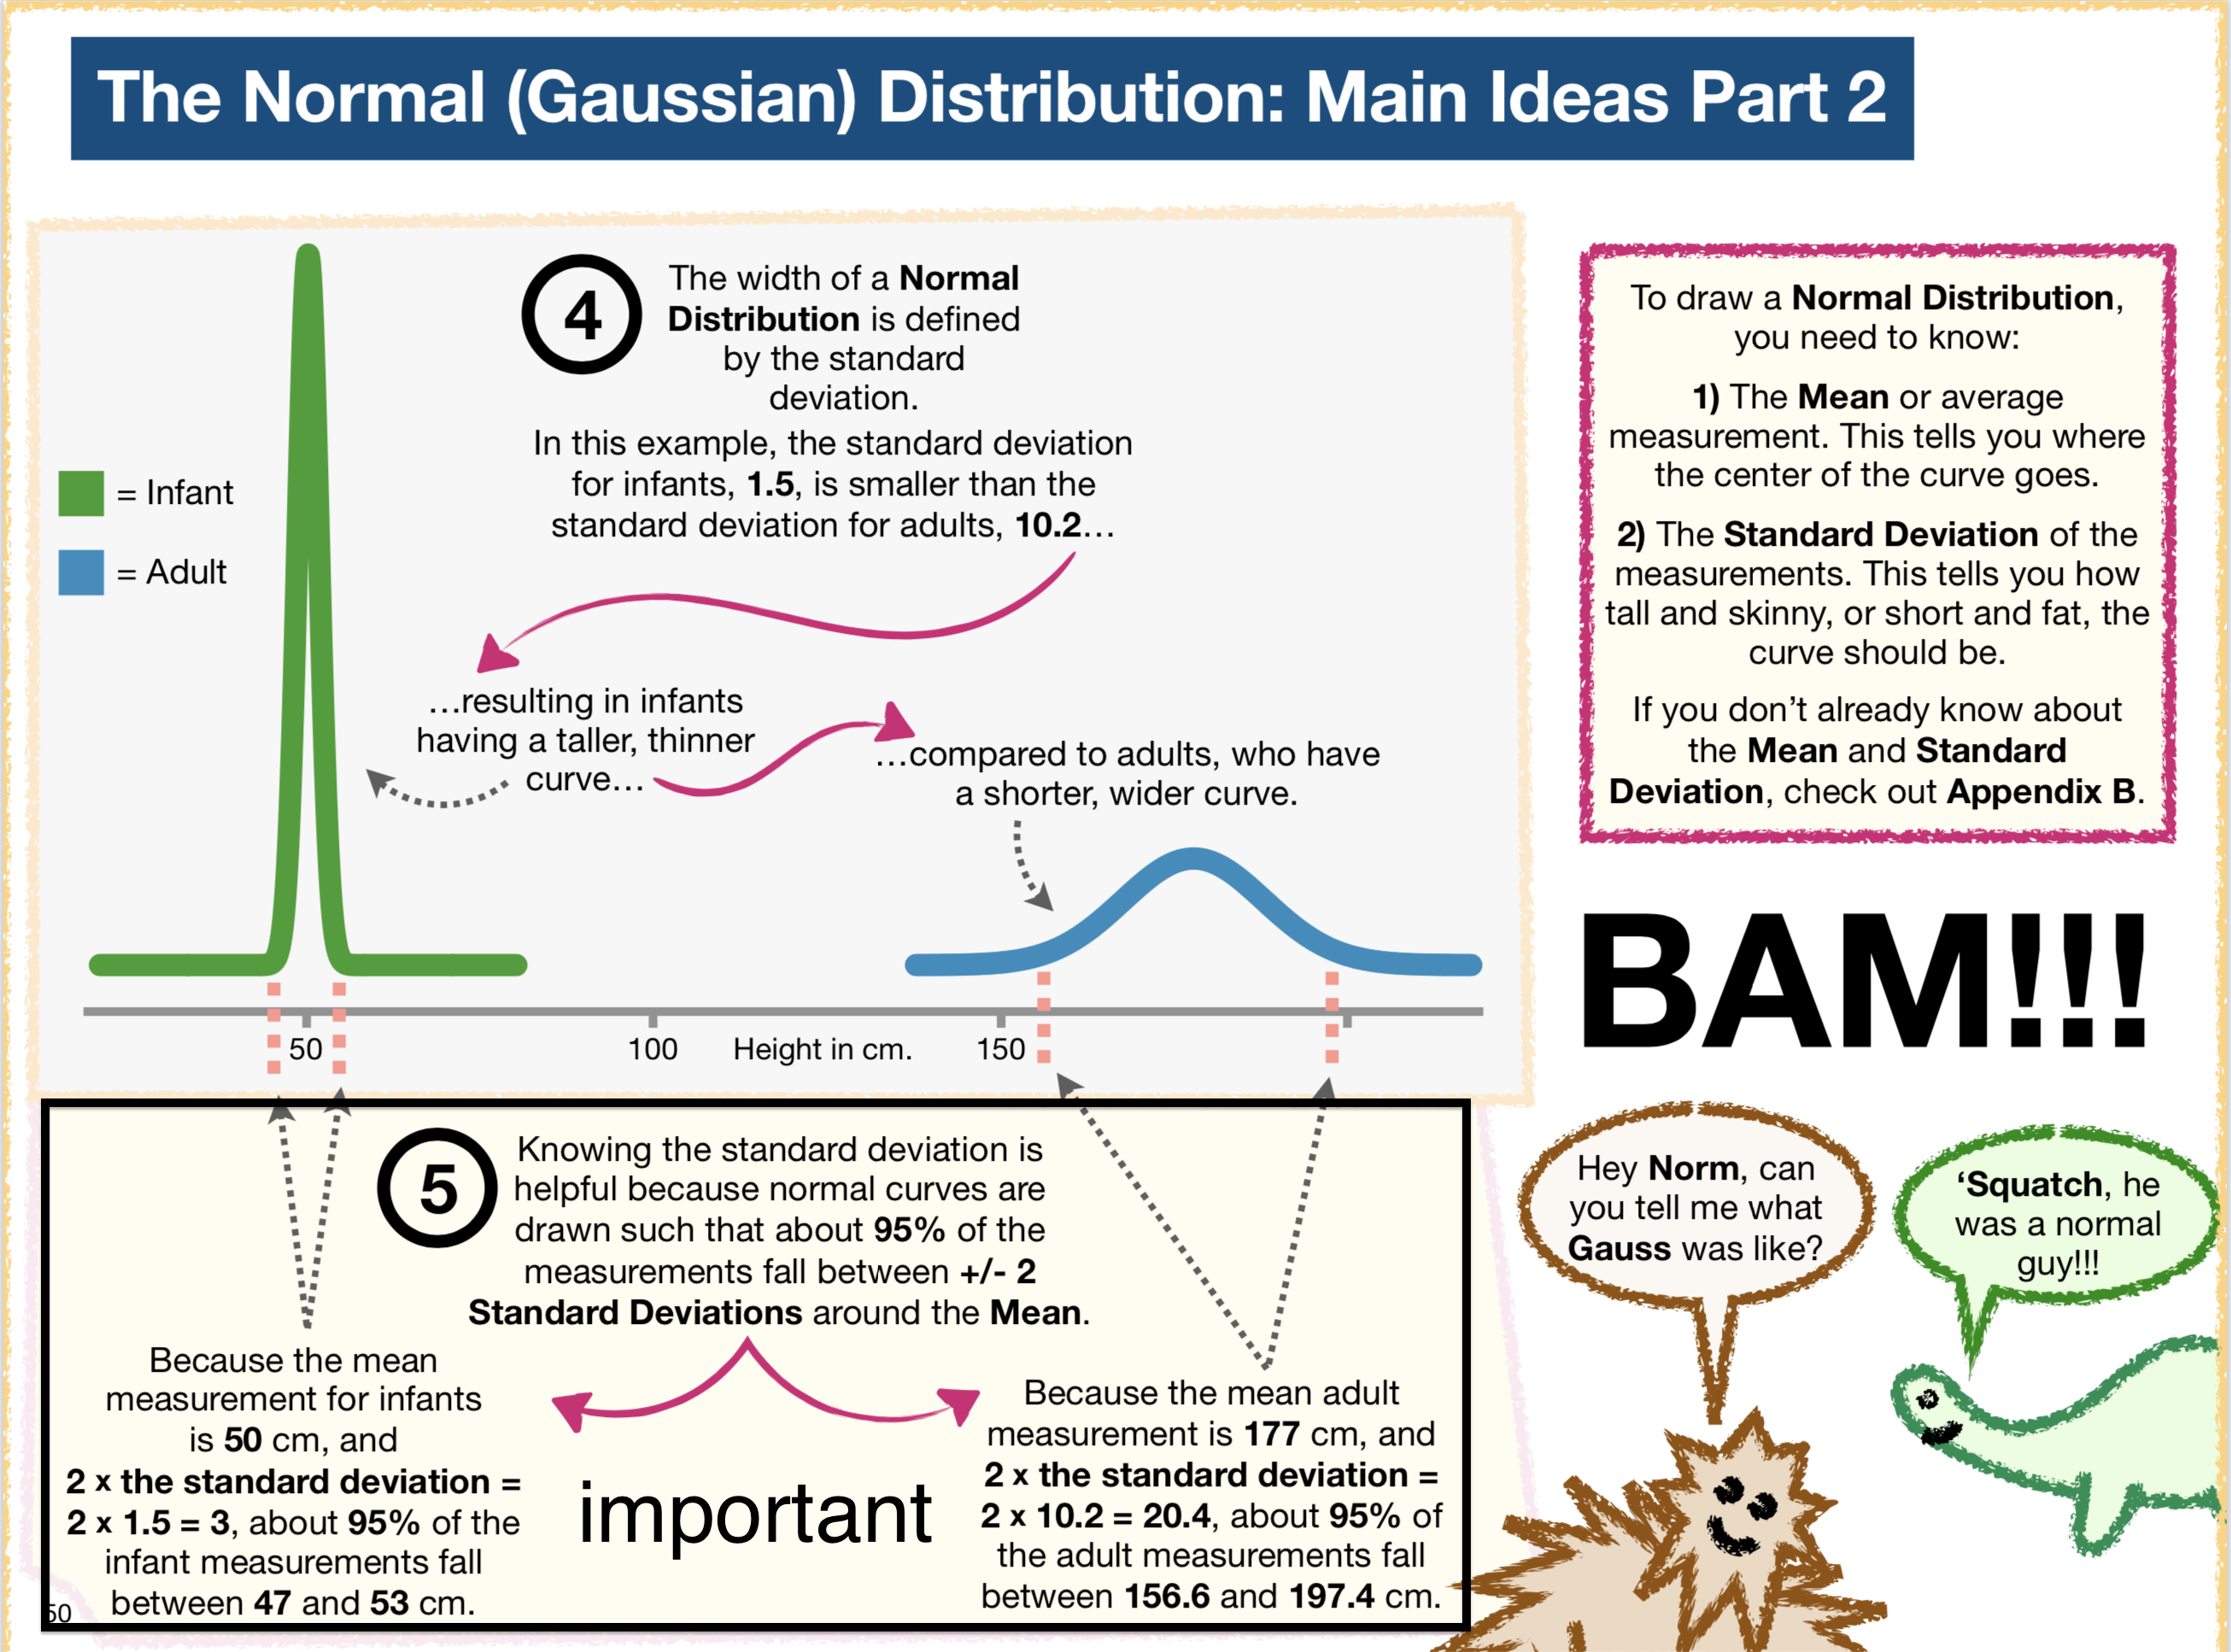 The Normal (Gaussian) Distribution: Main Ideas Part 2
4
The width of a Normal
Distribution is defined
by the standard
deviation.
In this example, the standard deviation
for infants, 1.5, is smaller than the
standard deviation for adults, 10.2…
= Infant
= Adult
…resulting in infants
having a taller, thinner
curve…
…compared to adults, who have
a shorter, wider curve.
50
100
Height in cm.
150
To draw a Normal Distribution,
you need to know:
1) The Mean or average
measurement. This tells you where
the center of the curve goes.
2) The Standard Deviation of the
measurements. This tells you how
tall and skinny, or short and fat, the
curve should be.
If you don’t already know about
the Mean and Standard
Deviation, check out Appendix B.
BAM!!!
5
Knowing the standard deviation is
helpful because normal curves are
drawn such that about 95% of the
measurements fall between +/- 2
Standard Deviations around the Mean.
Because the mean
measurement for infants
is 50 cm, and
2 x the standard deviation =
2 x 1.5 = 3, about 95% of the
infant measurements fall
between 47 and 53 cm.
important
Because the mean adult
measurement is 177 cm, and
2 x the standard deviation =
2 x 10.2 = 20.4, about 95% of
the adult measurements fall
between 156.6 and 197.4 cm.
Hey Norm, can
you tell me what
Gauss was like?
‘Squatch, he
was a normal
guy!!!
50